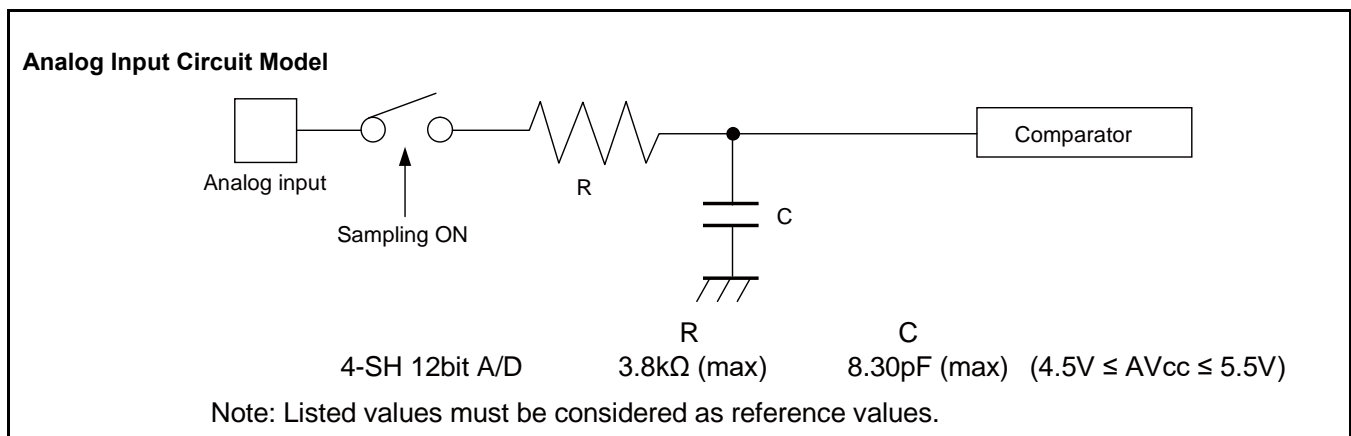 Analog Input Circuit Model
Analog input
Sampling ON
R
C
Comparator
R C
4-SH 12bit A/D 3.8kΩ (max) 8.30pF (max) (4.5V ≤ AVcc ≤ 5.5V)
Note: Listed values must be considered as reference values.